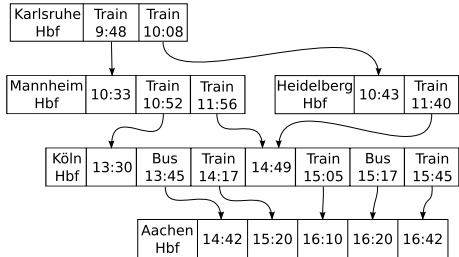 Karlsruhe Hbf
Train 9:48
Train 10:08
Mannheim Hbf
10:33
Train 10:52
Train 11:56
Heidelberg Hbf
10:43
Train 11:40
Köln Hbf
13:30
Bus 13:45
Train 14:17
14:49
Train 15:05
Bus 15:17
Train 15:45
Aachen Hbf
14:42
15:20
16:10
16:20
16:42